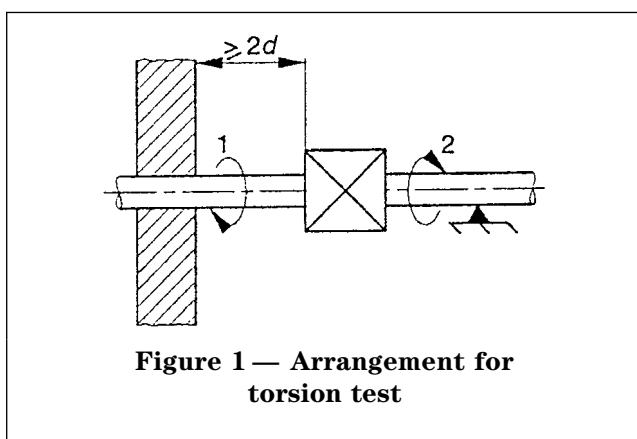 ≥ 2d
1
2
Figure 1 — Arrangement for
torsion test